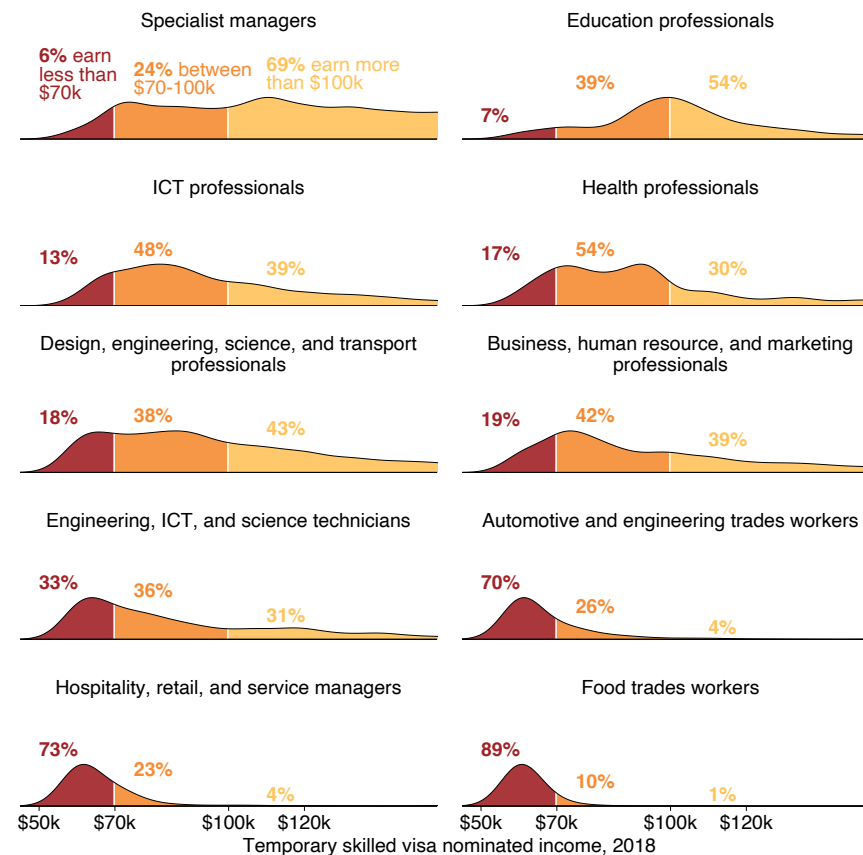 Specialist managers
6% earn
less than
$70k
24% between
$70-100k
69% earn more
than $100k
Education professionals
7%
39%
54%
ICT professionals
13%
48%
39%
Health professionals
17%
54%
30%
Design, engineering, science, and transport
professionals
18%
38%
43%
Business, human resource, and marketing
professionals
19%
42%
39%
Engineering, ICT, and science technicians
33%
36%
31%
Automotive and engineering trades workers
70%
26%
4%
Hospitality, retail, and service managers
73%
23%
4%
Food trades workers
89%
10%
1%
$50k $70k $100k $120k
$50k $70k $100k $120k
Temporary skilled visa nominated income, 2018